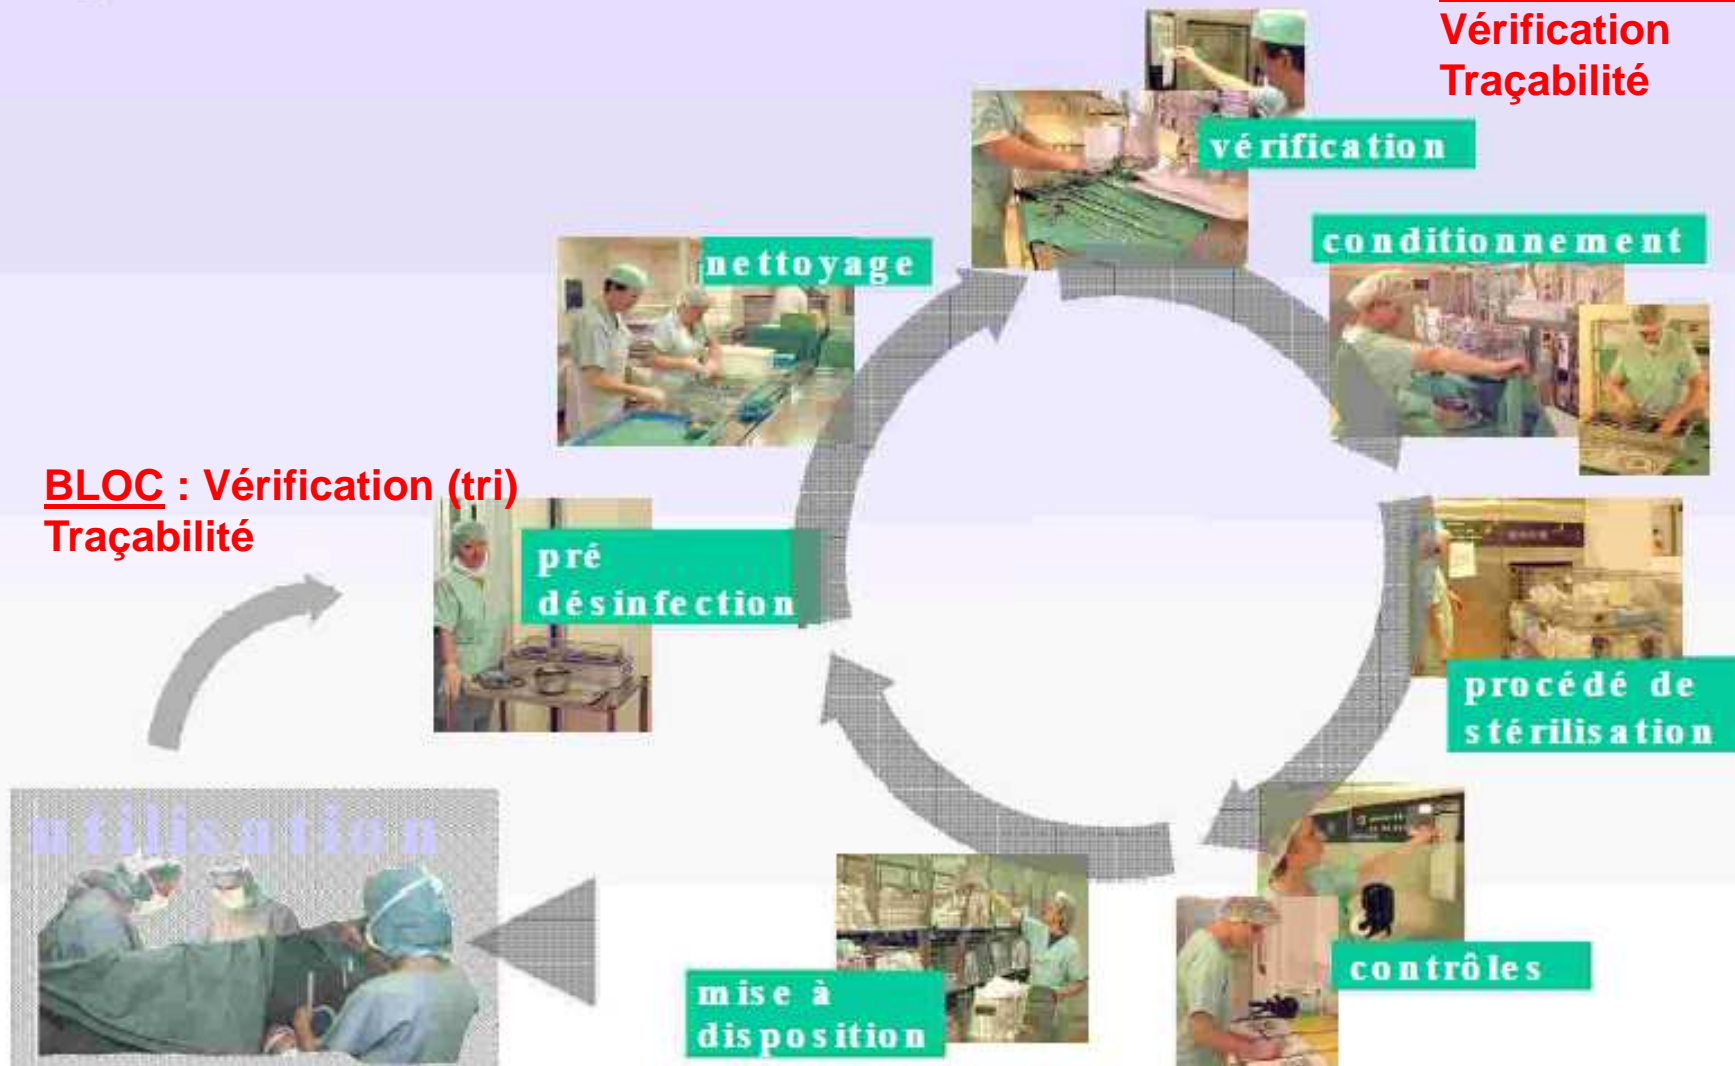 Vérification
Traçabilité
vérification
conditionnement
nettoyage
BLOC : Vérification (tri)
Traçabilité
pré
désinfection
procédé de
stérilisation
utilisation
contrôles
mise à
disposition